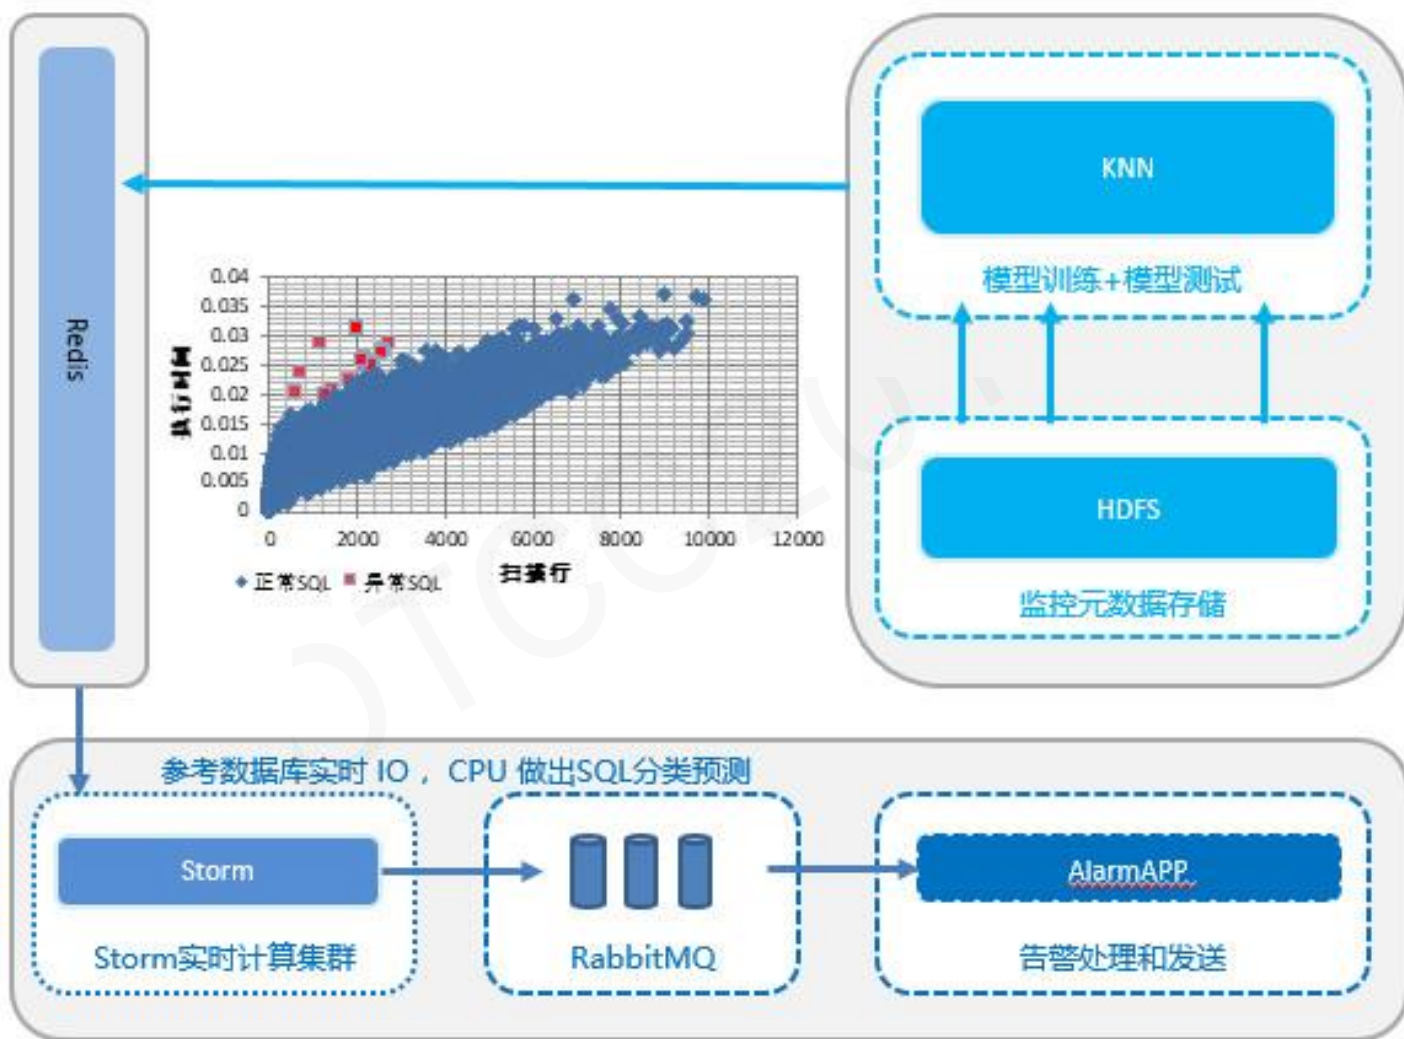 Redis
KNN
模型训练+模型测试
HDFS
监控元数据存储
0.04
0.035
0.03
0.025
0.02
0.015
0.01
0.005
0
执行时间
0 2000 4000 6000 8000 10000 12000
扫描行
正常SQL 异常SQL
参考数据库实时 IO ，CPU 做出SQL分类预测
Storm
Storm实时计算集群
RabbitMQ
AlarmAPP
告警处理和发送